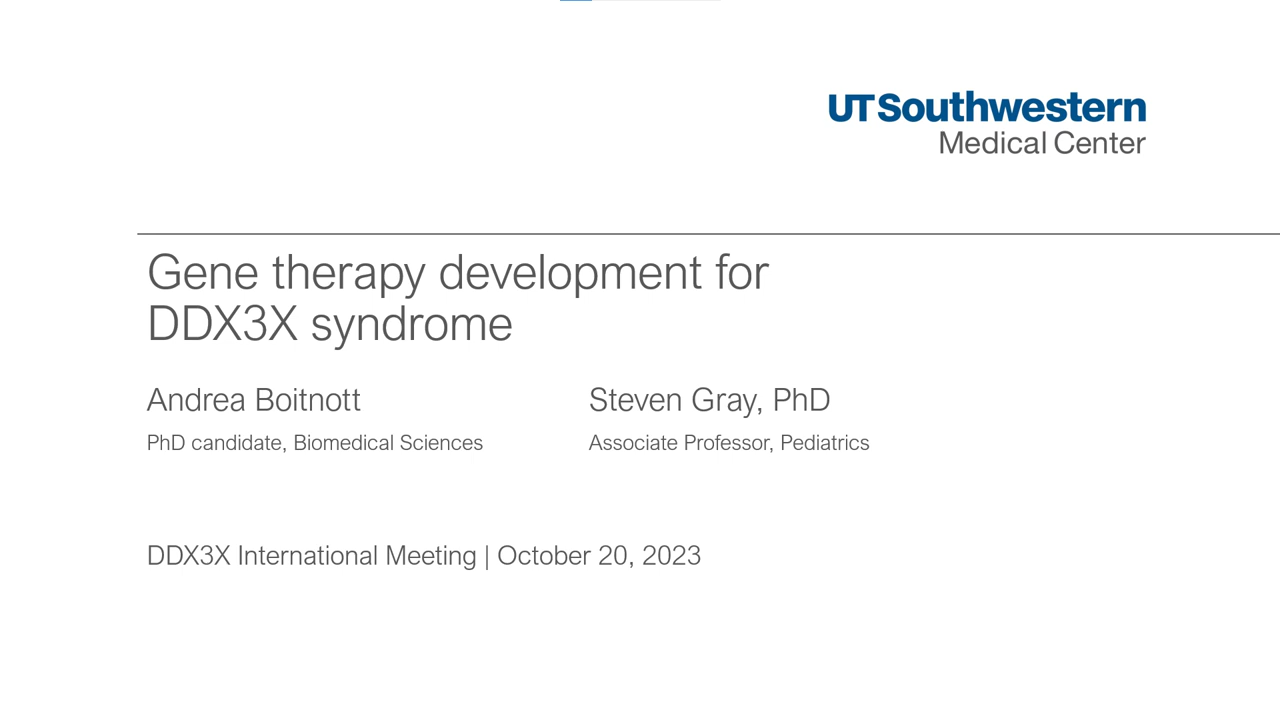 UTSouthwestern
Medical Center
Gene therapy development for
DDX3X syndrome
Andrea Boitnott
Steven Gray, PhD
PhD candidate, Biomedical Sciences
Associate Professor, Pediatrics
DDX3X International Meeting | October 20, 2023